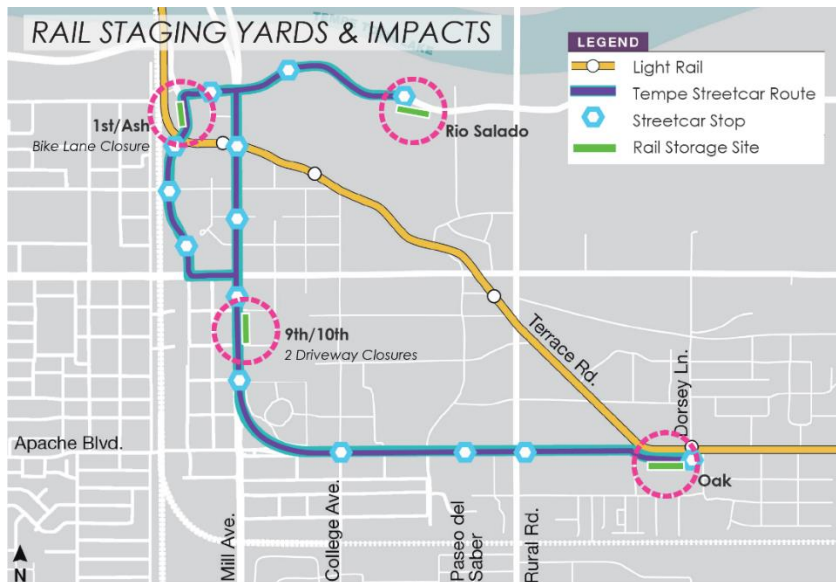 RAIL STAGING YARDS & IMPACTS
LEGEND
Light Rail
Tempe Streetcar Route
Streetcar Stop
Rail Storage Site
1st/Ash
Bike Lane Closure
Rio Salado
9th/10th
2 Driveway Closures
Terrace Rd.
Dorsey Ln.
Apache Blvd.
Oak
Mill Ave.
College Ave.
Paseo del
Saber
Rural Rd.
N